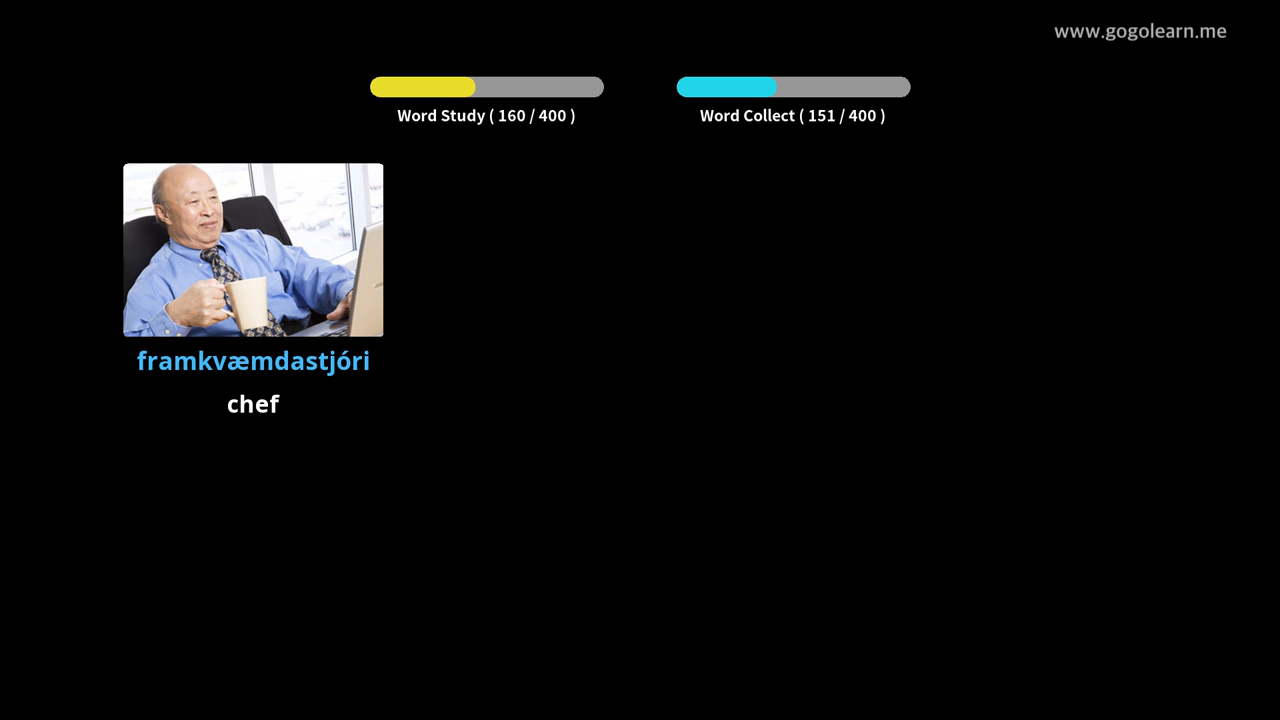 www.gogolearn.me
Word Study ( 160 / 400 )
Word Collect ( 151 / 400 )
framkvæmdastjóri
chef